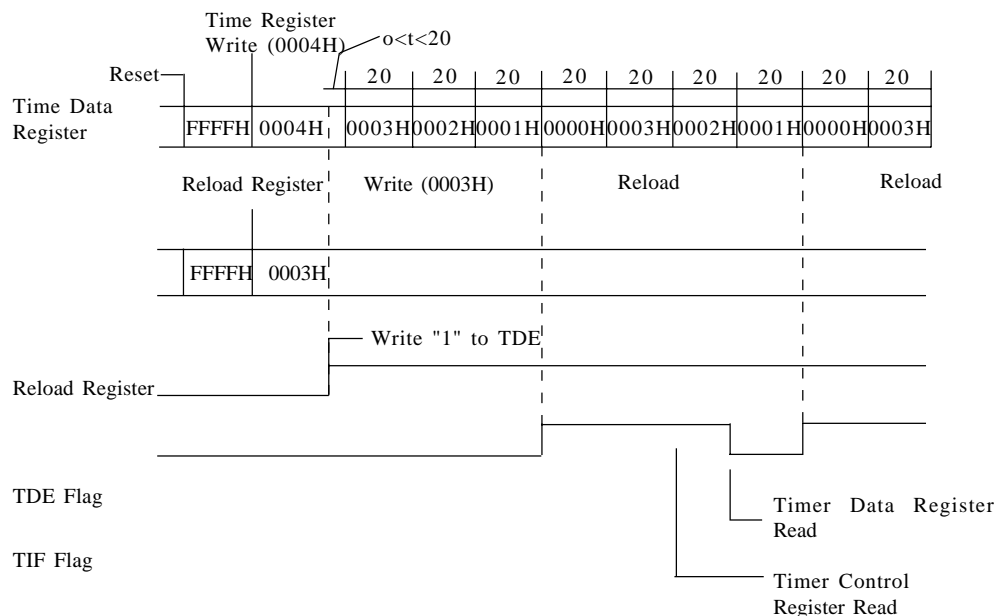 Time Register
Write (0004H)
o<t<20
Reset
20 20 20 20 20 20 20 20 20
Time Data
Register
FFFFH 0004H 0003H 0002H 0001H 0000H 0003H 0002H 0001H 0000H 0003H
Reload Register Write (0003H) Reload Reload
FFFFH 0003H
Write "1" to TDE
Reload Register
TDE Flag
Timer Data Register
Read
TIF Flag
Timer Control
Register Read